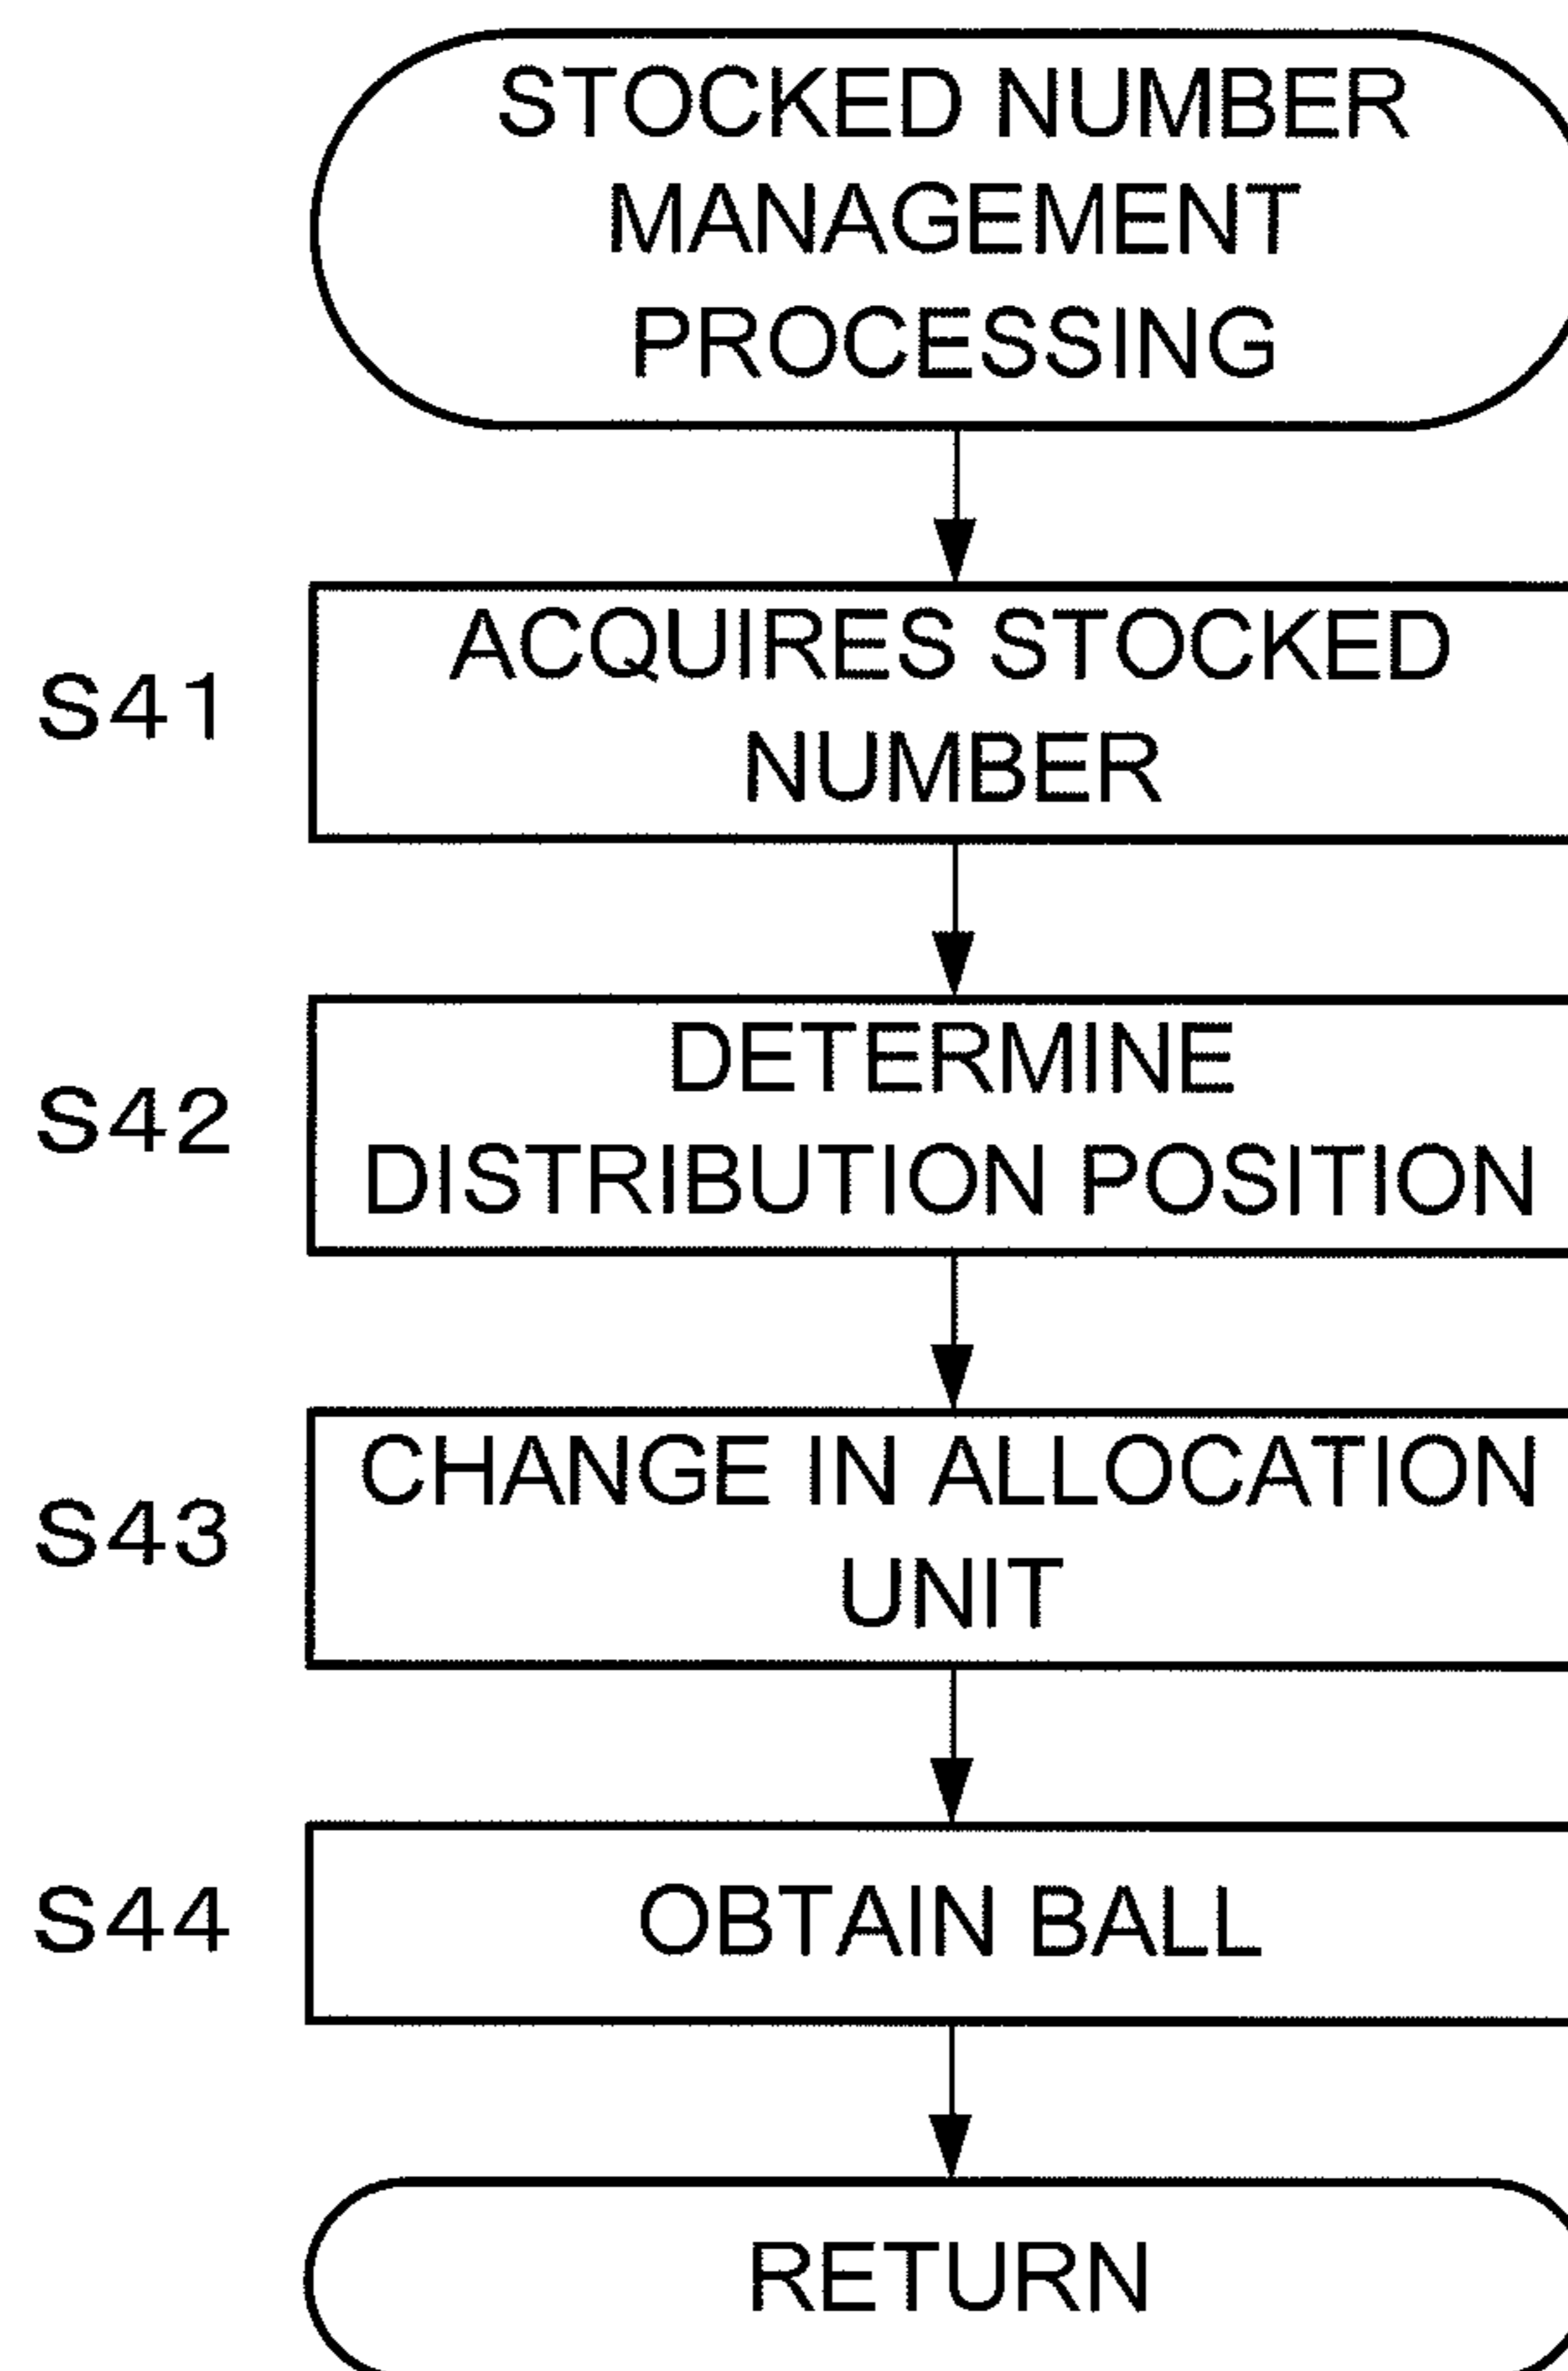 STOCKED NUMBER
MANAGEMENT
PROCESSING
S41
ACQUIRES STOCKED
NUMBER
S42
DETERMINE
DISTRIBUTION POSITION
S43
CHANGE IN ALLOCATION
UNIT
S44
OBTAIN BALL
RETURN